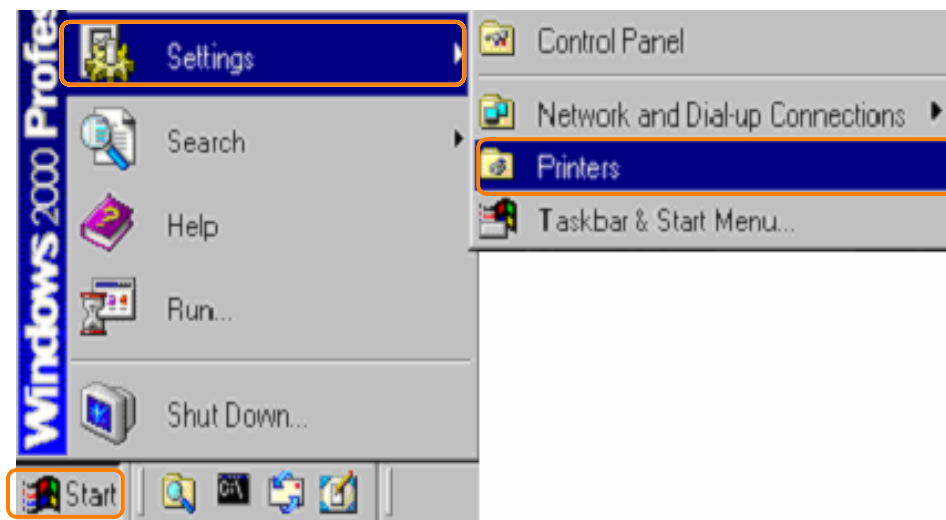 Windows 2000 Profes
Settings
Search
Help
Run...
Shut Down...
Start
C:\
Control Panel
Network and Dial-up Connections
Printers
Taskbar & Start Menu...